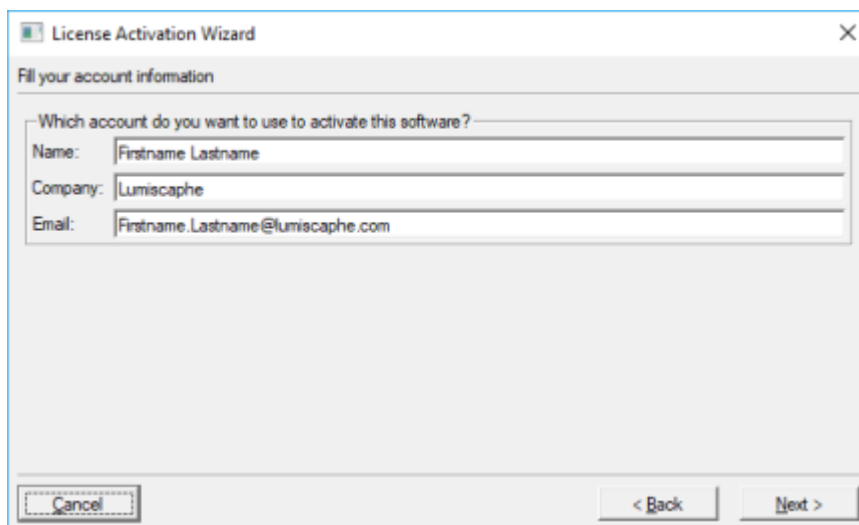 License Activation Wizard
Fill your account information
Which account do you want to use to activate this software?
Name: Firstname Lastname
Company: Lumiscaphe
Email: Firstname.Lastname@lumiscaphe.com
Cancel < Back Next >